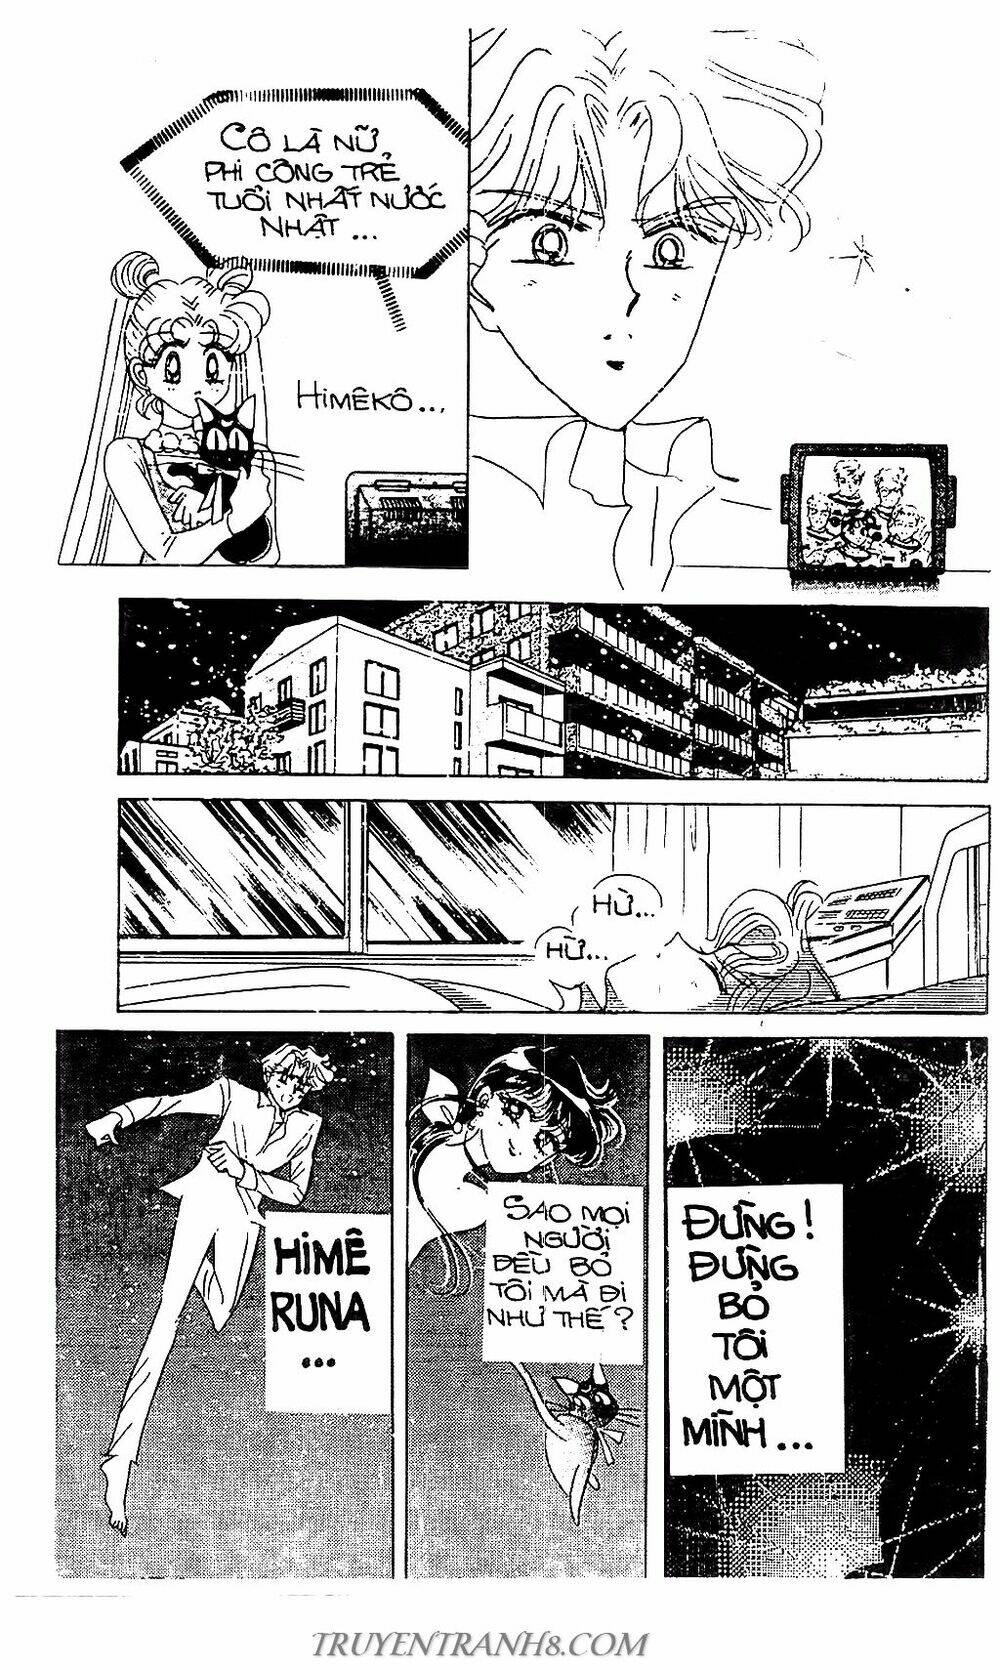 CÔ LÀ NỮ
PHI CÔNG TRẺ
TUỔI NHẤT NƯỚC
NHẬT ...
HIMÊKÔ...
HỪ...
HỪ...
HIMÊ
RUNA
...
SAO MỌI
NGƯỜI
ĐỀU BỎ
TÔI MÀ ĐI
NHƯ THẾ?
ĐỪNG!
ĐỪNG
BỎ
TÔI
MỘT
MÌNH...
TRUYENTRANH8.COM